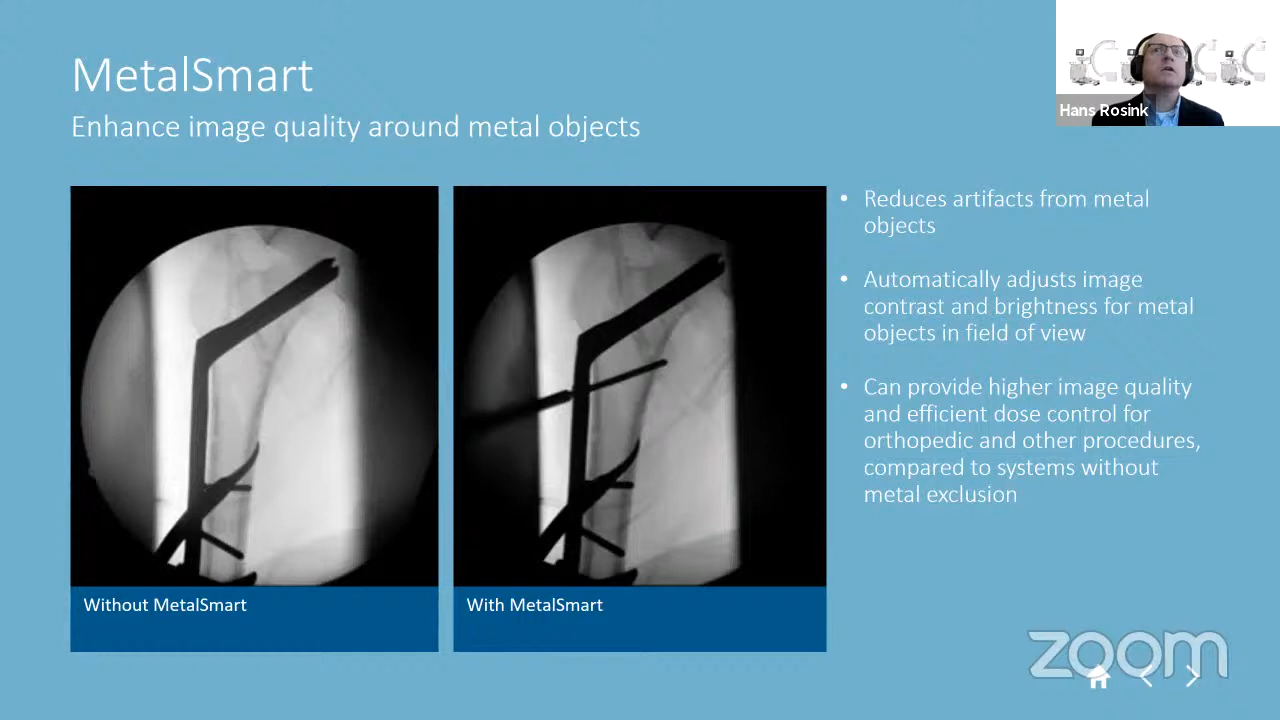 MetalSmart
Enhance image quality around metal objects
Hans Rosink
• Reduces artifacts from metal
objects
• Automatically adjusts image
contrast and brightness for metal
objects in field of view
• Can provide higher image quality
and efficient dose control for
orthopedic and other procedures,
compared to systems without
metal exclusion
Without MetalSmart
With MetalSmart
zoom